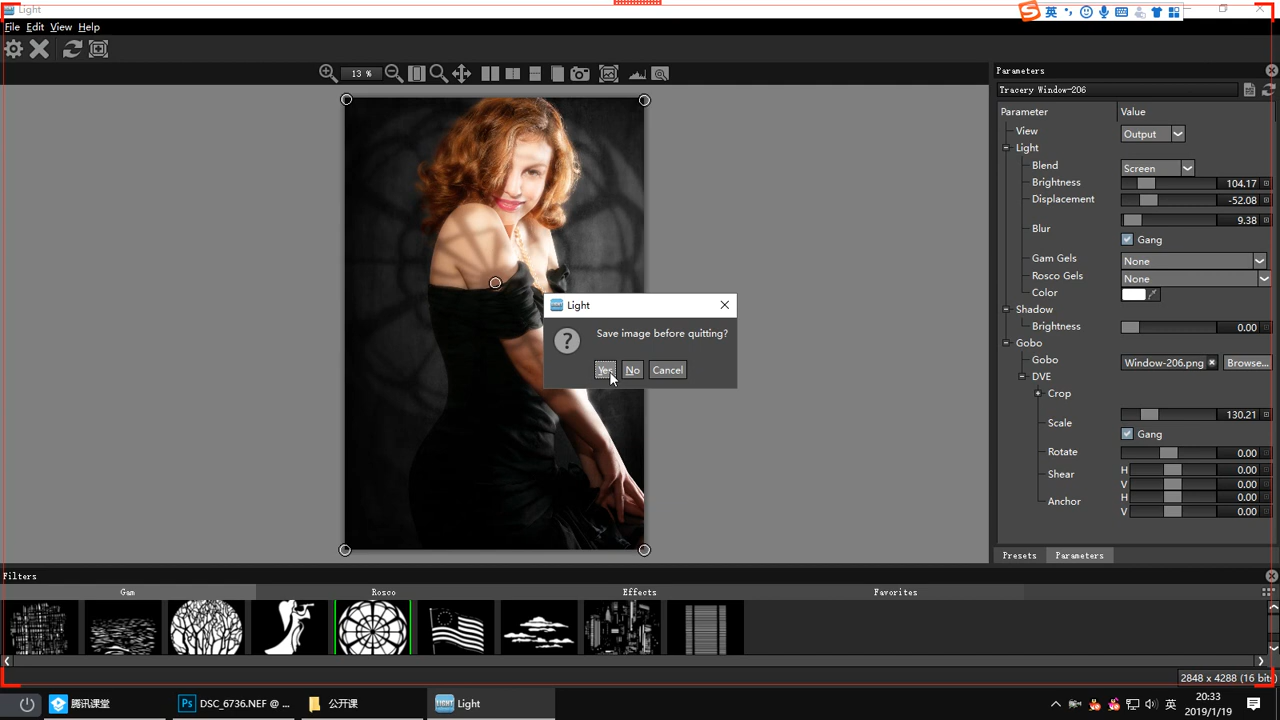 Light
英
File Edit View Help
13 %
Parameters
Tracery Window-206
Parameter Value
View Output
Light
Blend Screen
Brightness 104.17
Displacement -52.08
9.38
Blur
Gang
Gam Gels None
Rosco Gels None
Color
Shadow
Brightness 0.00
Gobo
Gobo Window-206.png Browse...
DVE
Crop
Scale 130.21
Gang
Rotate 0.00
Shear H 0.00
V 0.00
Anchor H 0.00
V 0.00
Light
Save image before quitting?
Yes No Cancel
Presets Parameters
Filters
Gam Rosco Effects Favorites
2848 x 4288 (16 bits
腾讯课堂
Ps DSC_6736.NEF @ ...
公开课
LIGHT Light
英
20:33
2019/1/19